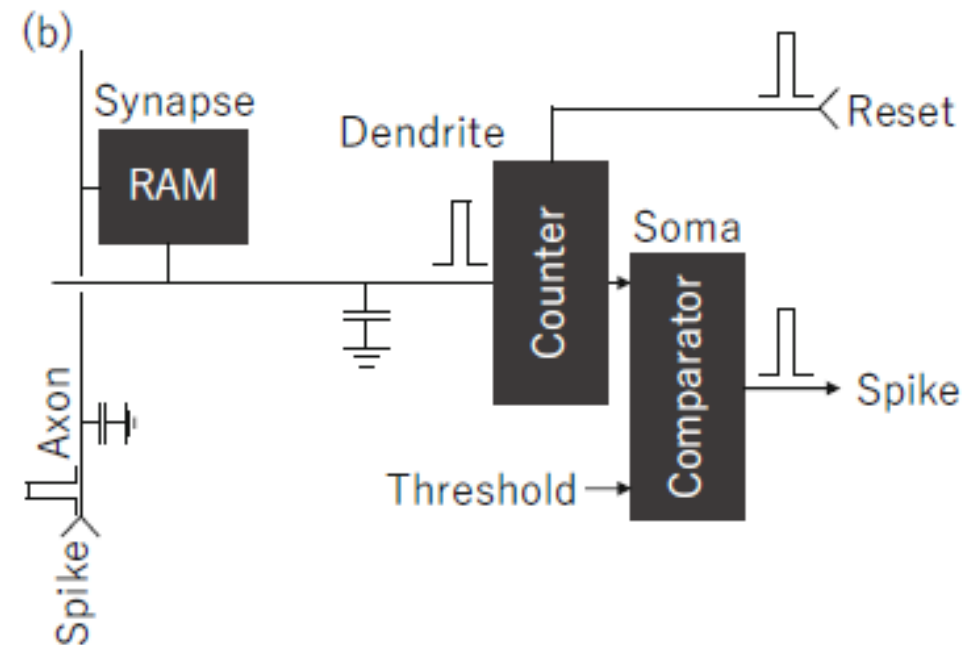 (b)
Synapse
RAM
Dendrite
Reset
Counter
Soma
Comparator
Spike
Axon
Threshold
Spike